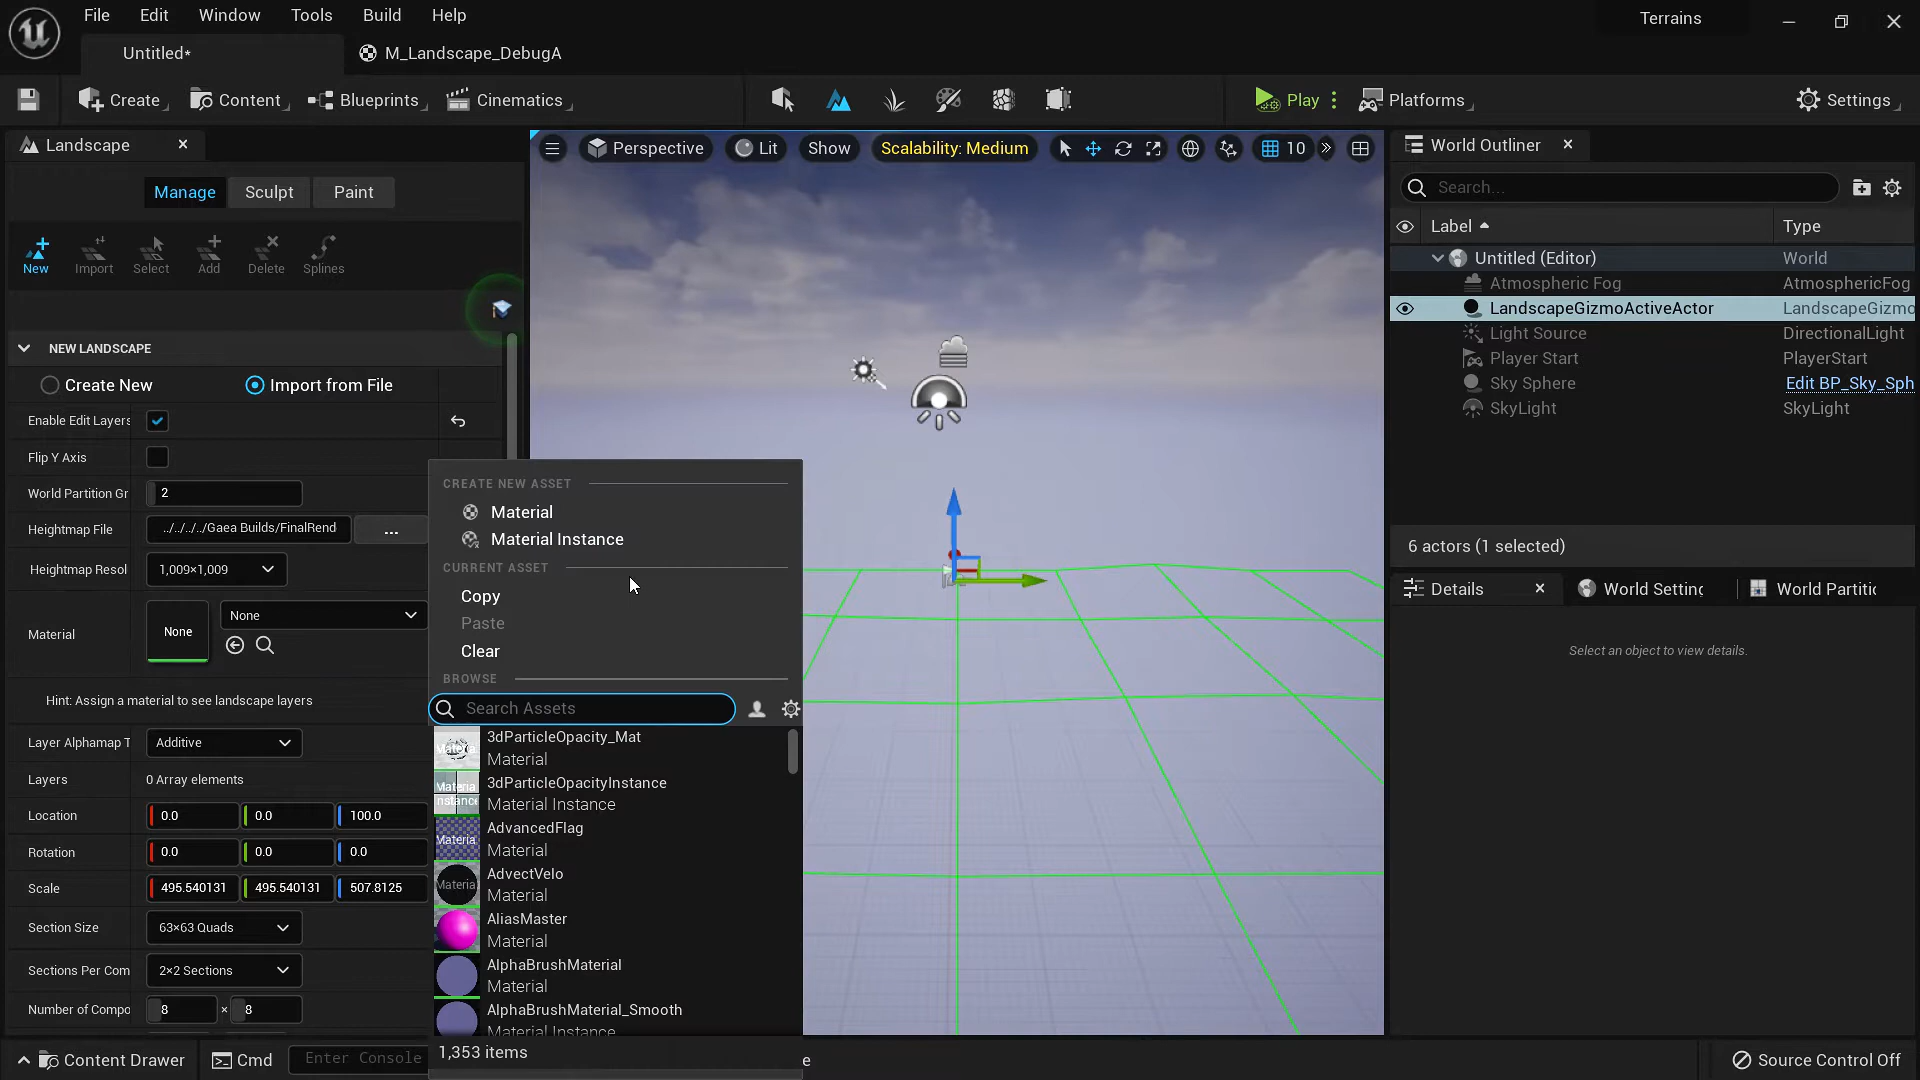 File Edit Window Tools Build Help
Terrains
Untitled*
M_Landscape_DebugA
Create
Content
Blueprints
Cinematics
Play
Platforms
Settings
Landscape
Manage Sculpt Paint
New Import Select Add Delete Splines
NEW LANDSCAPE
Create New
Import from File
Enable Edit Layers
Flip Y Axis
World Partition Gr
2
Heightmap File
../../../../Gaea Builds/FinalRend
...
Heightmap Resol
1,009×1,009
Material
None
None
Hint: Assign a material to see landscape layers
Layer Alphamap T
Additive
Layers
0 Array elements
Location
0.0 0.0 100.0
Rotation
0.0 0.0 0.0
Scale
495.540131 495.540131 507.8125
Section Size
63×63 Quads
Sections Per Com
2×2 Sections
Number of Compo
8 × 8
CREATE NEW ASSET
Material
Material Instance
CURRENT ASSET
Copy
Paste
Clear
BROWSE
Search Assets
3dParticleOpacity_Mat
Material
3dParticleOpacityInstance
Material Instance
AdvancedFlag
Material
AdvectVelo
Material
AliasMaster
Material
AlphaBrushMaterial
Material
AlphaBrushMaterial_Smooth
Material Instance
1,353 items
Perspective
Lit
Show
Scalability: Medium
10
World Outliner
Search...
Label
Type
Untitled (Editor) World
Atmospheric Fog AtmosphericFog
LandscapeGizmoActiveActor LandscapeGizmo
Light Source DirectionalLight
Player Start PlayerStart
Sky Sphere Edit BP_Sky_Sph
SkyLight SkyLight
6 actors (1 selected)
Details
World Setting
World Partitic
Select an object to view details.
Content Drawer
Cmd
Enter Console
e
Source Control Off